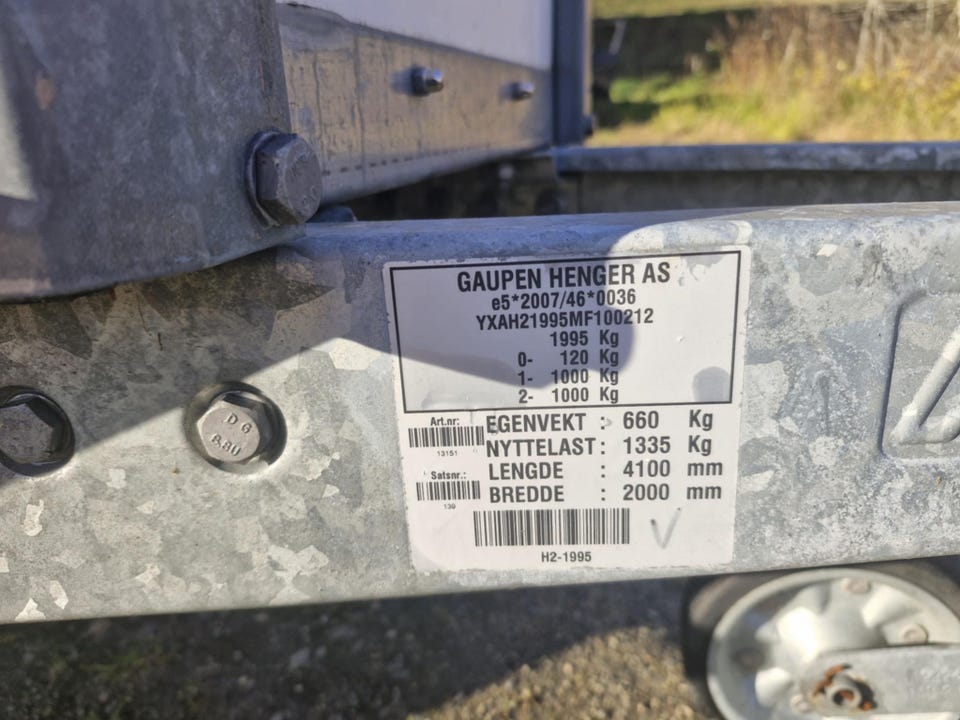 GAUPEN HENGER AS
e5*2007/46*0036
YXAH21995MF100212
1995 Kg
0- 120 Kg
1- 1000 Kg
2- 1000 Kg
Art.nr:
13151
EGENVEKT : 660 Kg
NYTTELAST : 1335 Kg
Satsnr.:
139
LENGDE : 4100 mm
BREDDE : 2000 mm
H2-1995
D 6
8.80